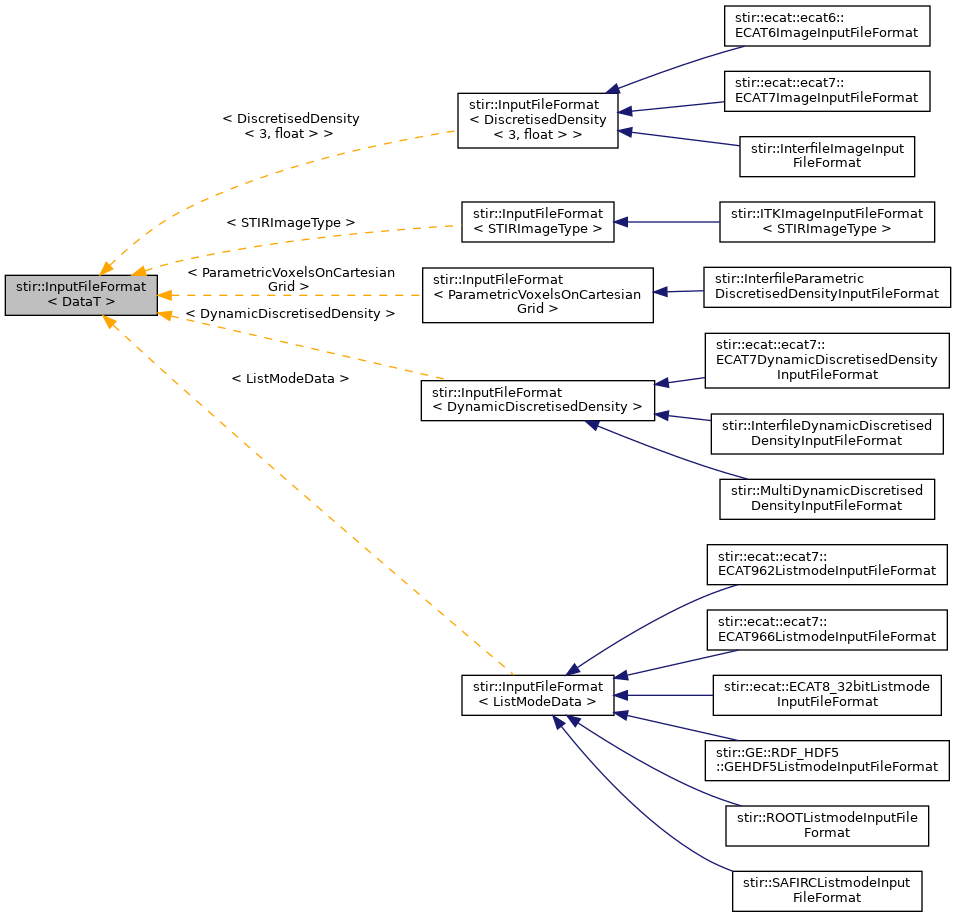 stir::ecat::ecat6::
ECAT6ImageInputFileFormat
stir::ecat::ecat7::
ECAT7ImageInputFileFormat
stir::InterfileImageInput
FileFormat
stir::InputFileFormat
< DiscretisedDensity
< 3, float > >
< DiscretisedDensity
< 3, float > >
stir::InputFileFormat
< STIRImageType >
< STIRImageType >
stir::ITKImageInputFileFormat
< STIRImageType >
stir::InputFileFormat
< DataT >
< ParametricVoxelsOnCartesian
Grid >
stir::InputFileFormat
< ParametricVoxelsOnCartesian
Grid >
stir::InterfileParametric
DiscretisedDensityInputFileFormat
< DynamicDiscretisedDensity >
stir::InputFileFormat
< DynamicDiscretisedDensity >
stir::ecat::ecat7::
ECAT7DynamicDiscretisedDensity
InputFileFormat
stir::InterfileDynamicDiscretised
DensityInputFileFormat
stir::MultiDynamicDiscretised
DensityInputFileFormat
< ListModeData >
stir::InputFileFormat
< ListModeData >
stir::ecat::ecat7::
ECAT962ListmodeInputFileFormat
stir::ecat::ecat7::
ECAT966ListmodeInputFileFormat
stir::ecat::ECAT8_32bitListmode
InputFileFormat
stir::GE::RDF_HDF5
::GEHDF5ListmodeInputFileFormat
stir::ROOTListmodeInputFile
Format
stir::SAFIRCListmodeInput
FileFormat